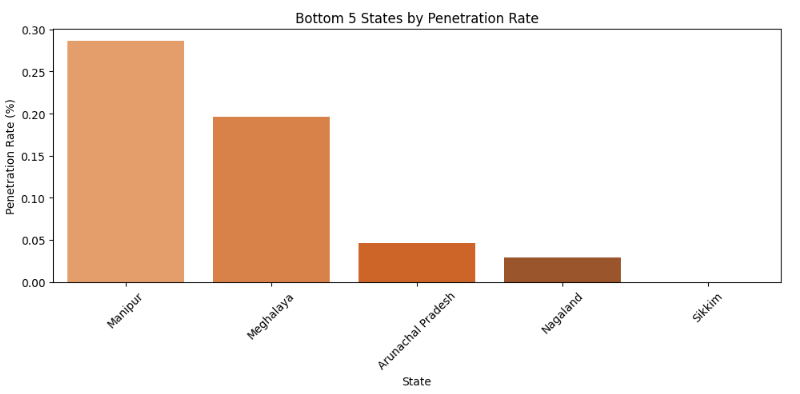 Bottom 5 States by Penetration Rate
Penetration Rate (%)
0.30
0.25
0.20
0.15
0.10
0.05
0.00
Manipur
Meghalaya
Arunachal Pradesh
Nagaland
Sikkim
State